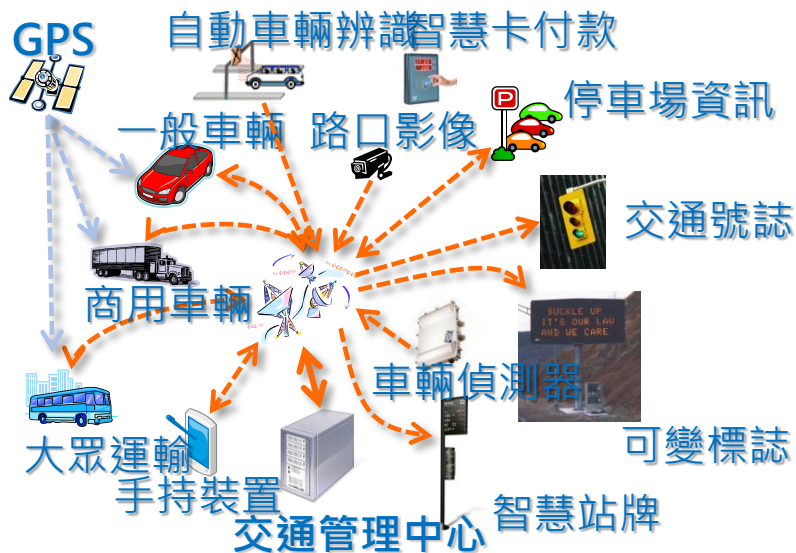 GPS
自動車輛辨識
智慧卡付款
P
停車場資訊
一般車輛
路口影像
交通號誌
商用車輛
BUCKLE UP
IT'S OUR LAW
AND WE CARE
車輛偵測器
大眾運輸
手持裝置
可變標誌
智慧站牌
交通管理中心